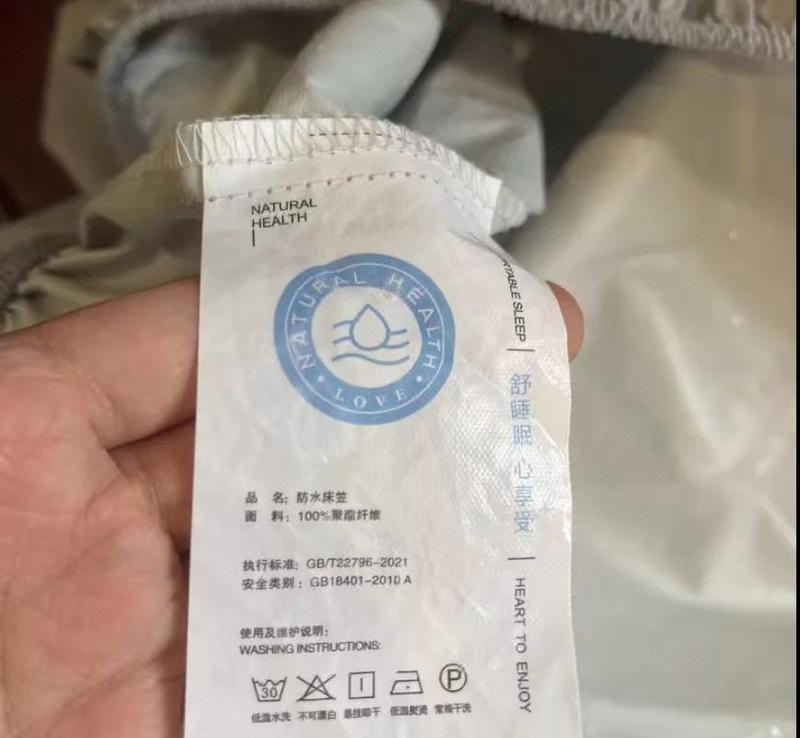 NATURAL
HEALTH
NATURAL HEALTH
LOVE
品 名：防水床笠
面 料：100%聚酯纤维
执行标准：GB/T22796-2021
安全类别：GB18401-2010 A
使用及维护说明：
WASHING INSTRUCTIONS:
30
P
低温水洗 不可漂白 悬挂晾干 低温熨烫 常规干洗
SLEEP
舒睡眠 心享受
HEART TO ENJOY